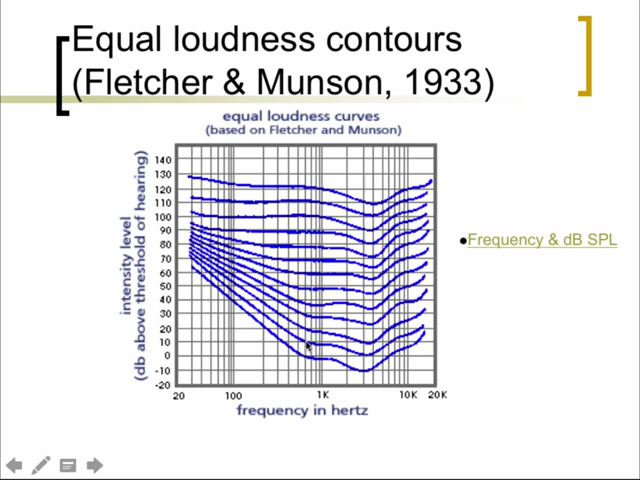 Equal loudness contours
(Fletcher & Munson, 1933)
equal loudness curves
(based on Fletcher and Munson)
intensity level
(db above threshold of hearing)
140
130
120
110
100
90
80
70
60
50
40
30
20
10
0
-10
-20
20 100 1K 10K 20K
frequency in hertz
•Frequency & dB SPL